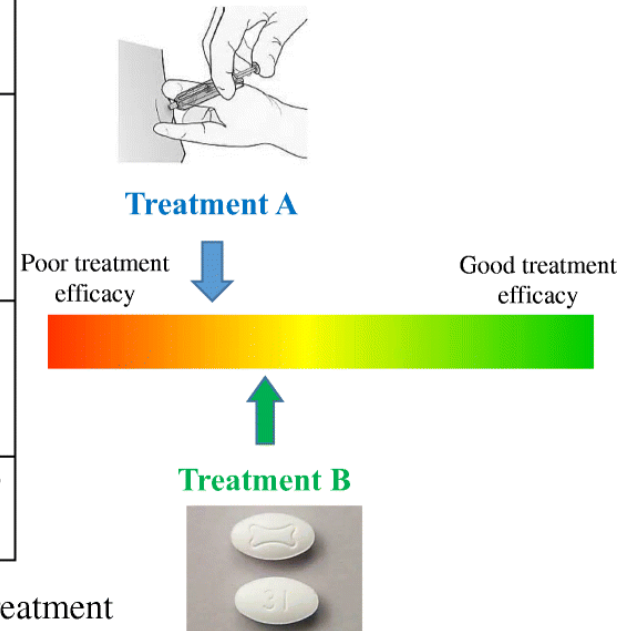 Treatment A
Poor treatment
efficacy
Good treatment
efficacy
Treatment B
31
eatment